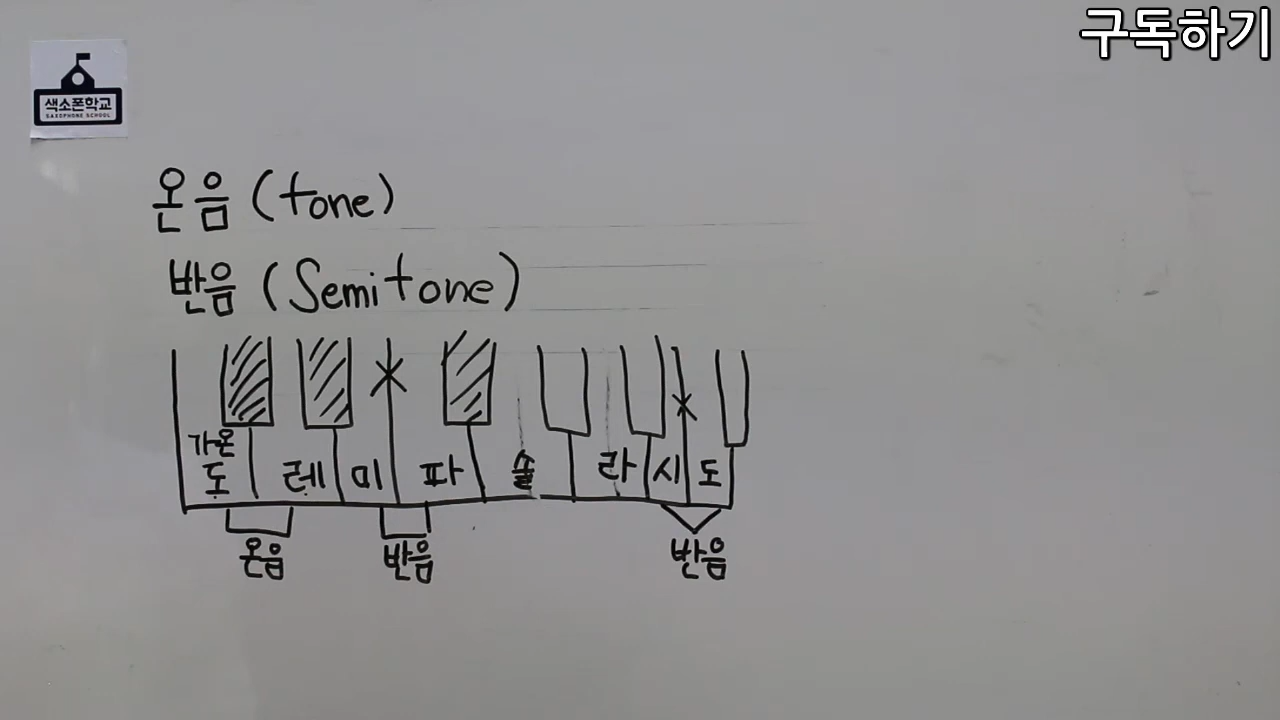 구독하기
색소폰학교
SAXOPHONE SCHOOL
온음 (tone)
반음 (Semitone)
가온
도 레 미 파 솔 라 시 도
온음 반음 반음